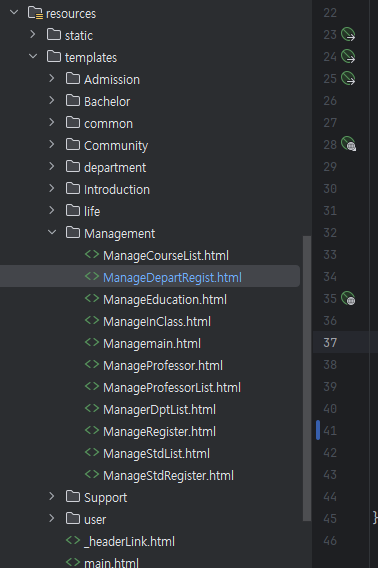 resources
static
templates
Admission
Bachelor
common
Community
department
Introduction
life
Management
ManageCourseList.html
ManageDepartRegist.html
ManageEducation.html
ManageInClass.html
Managemain.html
ManageProfessor.html
ManageProfessorList.html
ManagerDptList.html
ManageRegister.html
ManageStdList.html
ManageStdRegister.html
Support
user
_headerLink.html
main.html
22
23
24
25
26
27
28
29
30
31
32
33
34
35
36
37
38
39
40
41
42
43
44
45
}
46